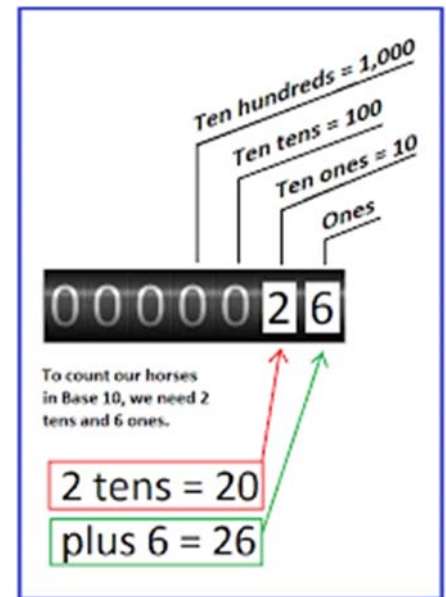 Ten hundreds = 1,000
Ten tens = 100
Ten ones = 10
Ones
0000026
To count our horses
in Base 10, we need 2
tens and 6 ones.
2 tens = 20
plus 6 = 26